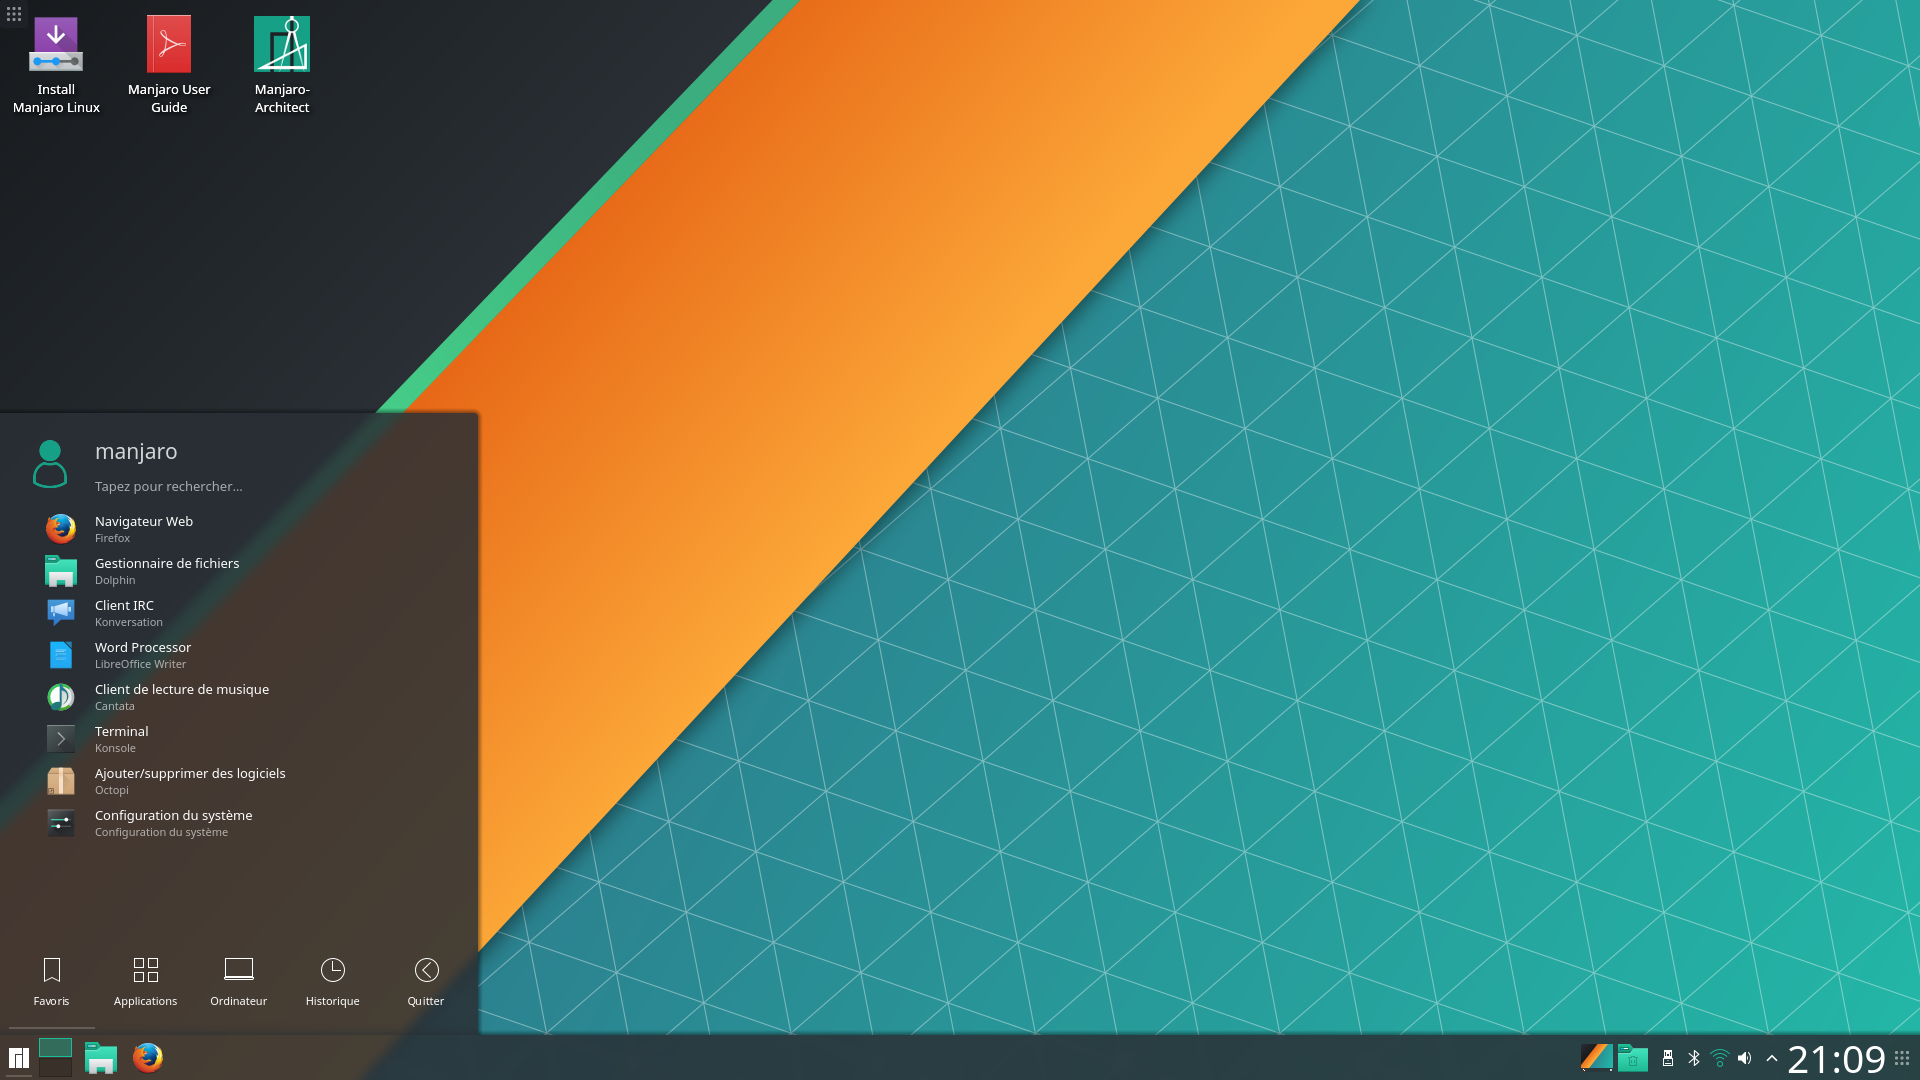 Install
Manjaro Linux
Manjaro User
Guide
Manjaro-
Architect
manjaro
Tapez pour rechercher...
Navigateur Web
Firefox
Gestionnaire de fichiers
Dolphin
Client IRC
Konversation
Word Processor
LibreOffice Writer
Client de lecture de musique
Cantata
Terminal
Konsole
Ajouter/supprimer des logiciels
Octopi
Configuration du système
Configuration du système
Favoris
Applications
Ordinateur
Historique
Quitter
21:09